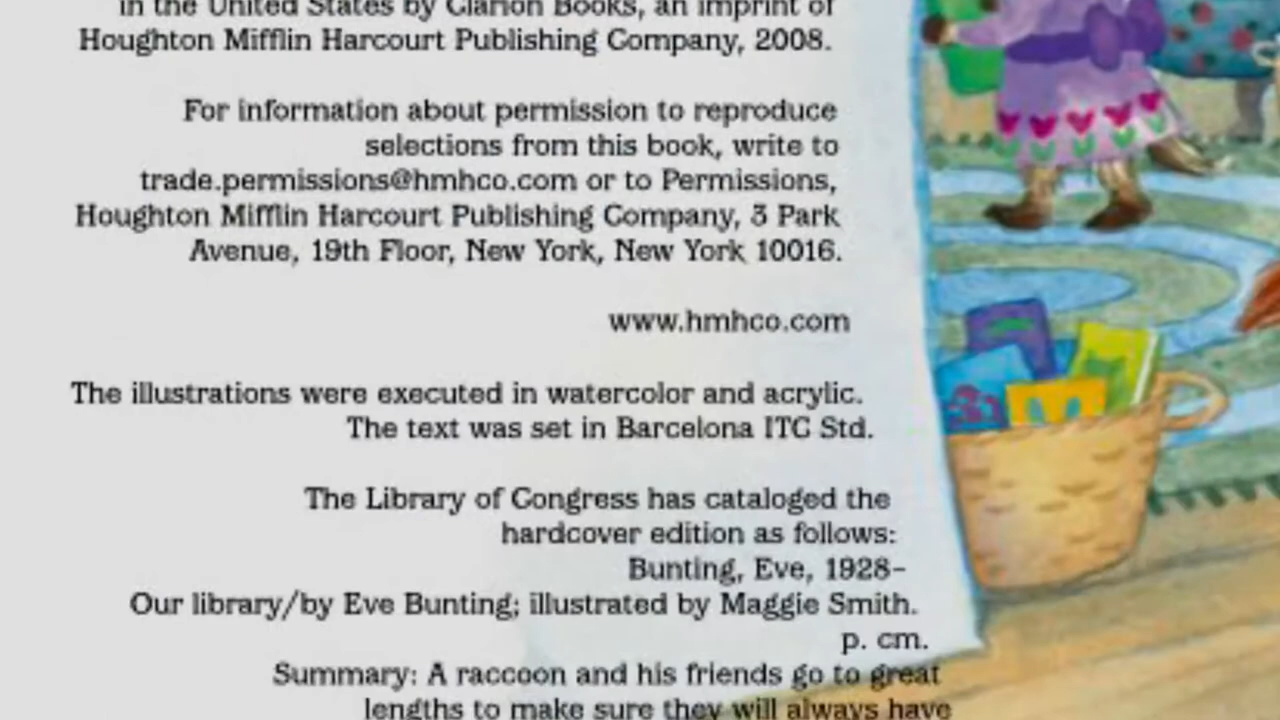 in the United States by Clarion Books, an imprint of
Houghton Mifflin Harcourt Publishing Company, 2008.
For information about permission to reproduce
selections from this book, write to
trade.permissions@hmhco.com or to Permissions,
Houghton Mifflin Harcourt Publishing Company, 3 Park
Avenue, 19th Floor, New York, New York 10016.
www.hmhco.com
The illustrations were executed in watercolor and acrylic.
The text was set in Barcelona ITC Std.
The Library of Congress has cataloged the
hardcover edition as follows:
Bunting, Eve, 1928–
Our library/by Eve Bunting; illustrated by Maggie Smith.
p. cm.
Summary: A raccoon and his friends go to great
lengths to make sure they will always have